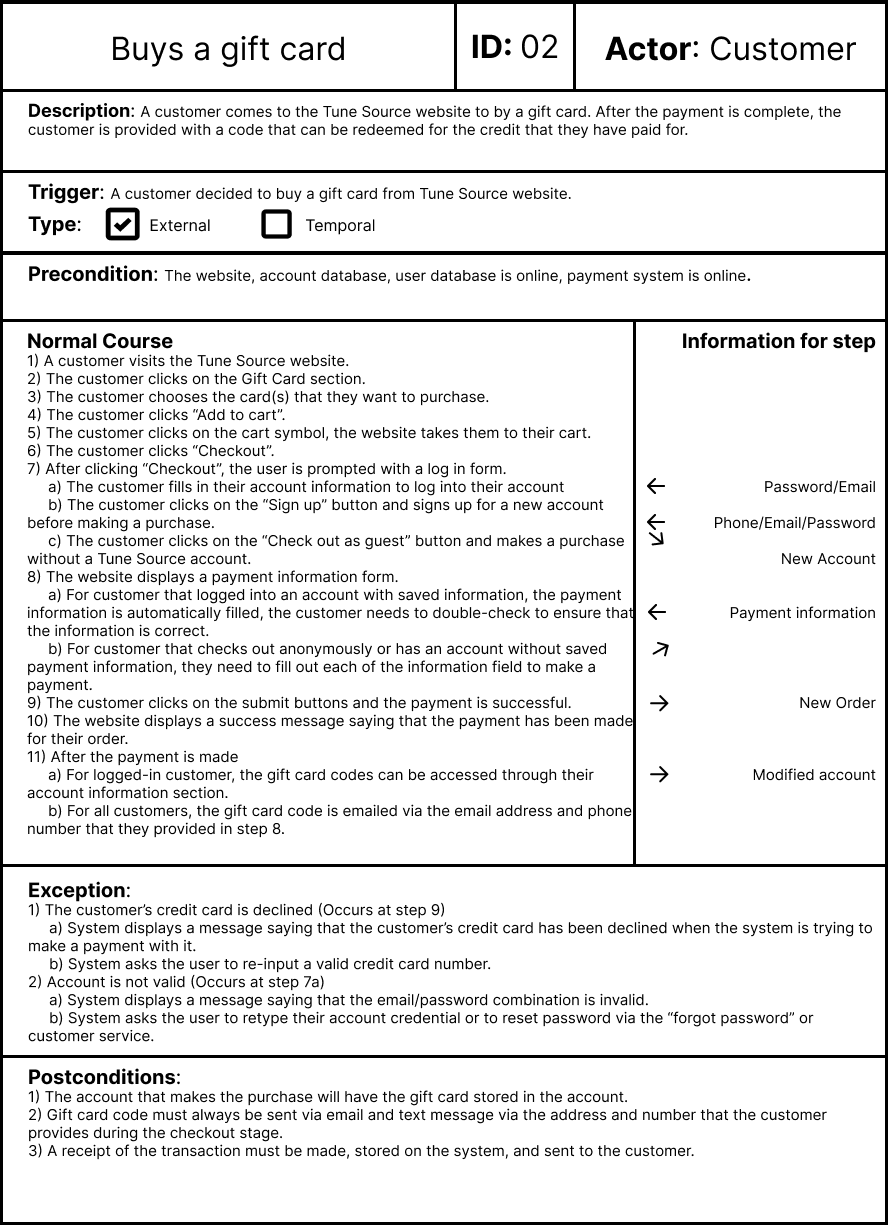 Buys a gift card
ID: 02
Actor: Customer
Description: A customer comes to the Tune Source website to by a gift card. After the payment is complete, the
customer is provided with a code that can be redeemed for the credit that they have paid for.
Trigger: A customer decided to buy a gift card from Tune Source website.
Type: External Temporal
Precondition: The website, account database, user database is online, payment system is online.
Normal Course
1) A customer visits the Tune Source website.
2) The customer clicks on the Gift Card section.
3) The customer chooses the card(s) that they want to purchase.
4) The customer clicks “Add to cart”.
5) The customer clicks on the cart symbol, the website takes them to their cart.
6) The customer clicks “Checkout”.
7) After clicking “Checkout”, the user is prompted with a log in form.
a) The customer fills in their account information to log into their account
b) The customer clicks on the “Sign up” button and signs up for a new account
before making a purchase.
c) The customer clicks on the “Check out as guest” button and makes a purchase
without a Tune Source account.
8) The website displays a payment information form.
a) For customer that logged into an account with saved information, the payment
information is automatically filled, the customer needs to double-check to ensure that
the information is correct.
b) For customer that checks out anonymously or has an account without saved
payment information, they need to fill out each of the information field to make a
payment.
9) The customer clicks on the submit buttons and the payment is successful.
10) The website displays a success message saying that the payment has been made
for their order.
11) After the payment is made
a) For logged-in customer, the gift card codes can be accessed through their
account information section.
b) For all customers, the gift card code is emailed via the email address and phone
number that they provided in step 8.
Information for step
← Password/Email
← Phone/Email/Password
↘
New Account
← Payment information
↗
→ New Order
→ Modified account
Exception:
1) The customer’s credit card is declined (Occurs at step 9)
a) System displays a message saying that the customer’s credit card has been declined when the system is trying to
make a payment with it.
b) System asks the user to re-input a valid credit card number.
2) Account is not valid (Occurs at step 7a)
a) System displays a message saying that the email/password combination is invalid.
b) System asks the user to retype their account credential or to reset password via the “forgot password” or
customer service.
Postconditions:
1) The account that makes the purchase will have the gift card stored in the account.
2) Gift card code must always be sent via email and text message via the address and number that the customer
provides during the checkout stage.
3) A receipt of the transaction must be made, stored on the system, and sent to the customer.